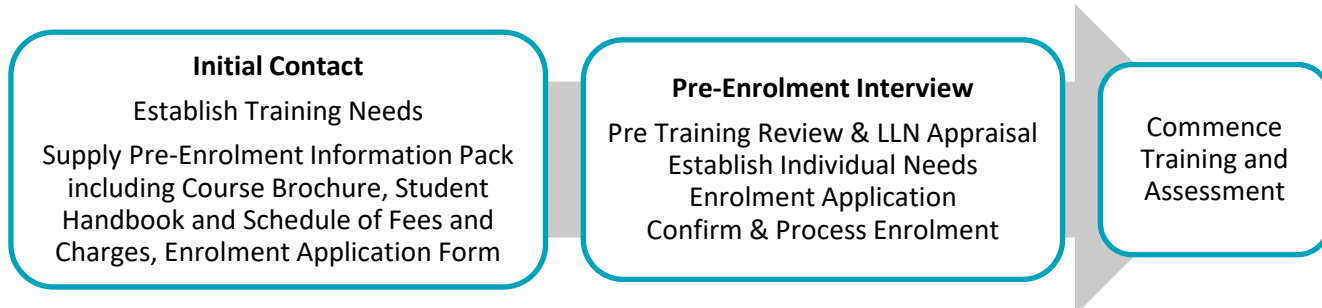 Initial Contact
Establish Training Needs
Supply Pre-Enrolment Information Pack
including Course Brochure, Student
Handbook and Schedule of Fees and
Charges, Enrolment Application Form
Pre-Enrolment Interview
Pre Training Review & LLN Appraisal
Establish Individual Needs
Enrolment Application
Confirm & Process Enrolment
Commence
Training and
Assessment